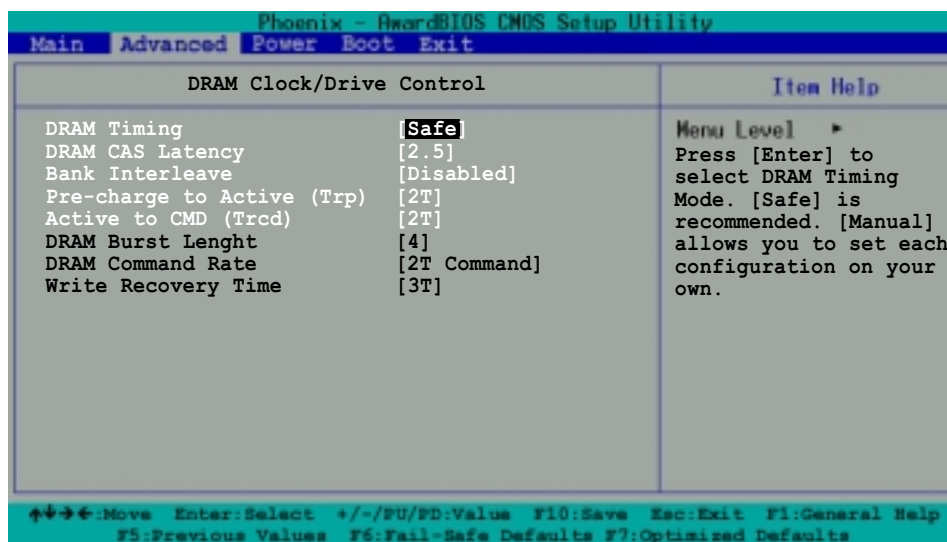 Phoenix - AwardBIOS CMOS Setup Utility
Main Advanced Power Boot Exit
DRAM Clock/Drive Control
Item Help
DRAM Timing [Safe]
DRAM CAS Latency [2.5]
Bank Interleave [Disabled]
Pre-charge to Active (Trp) [2T]
Active to CMD (Trcd) [2T]
DRAM Burst Lenght [4]
DRAM Command Rate [2T Command]
Write Recovery Time [3T]
Menu Level ►
Press [Enter] to
select DRAM Timing
Mode. [Safe] is
recommended. [Manual]
allows you to set each
configuration on your
own.
↑↓→←:Move Enter:Select +/-/PU/PD:Value F10:Save Esc:Exit F1:General Help
F5:Previous Values F6:Fail-Safe Defaults F7:Optimized Defaults